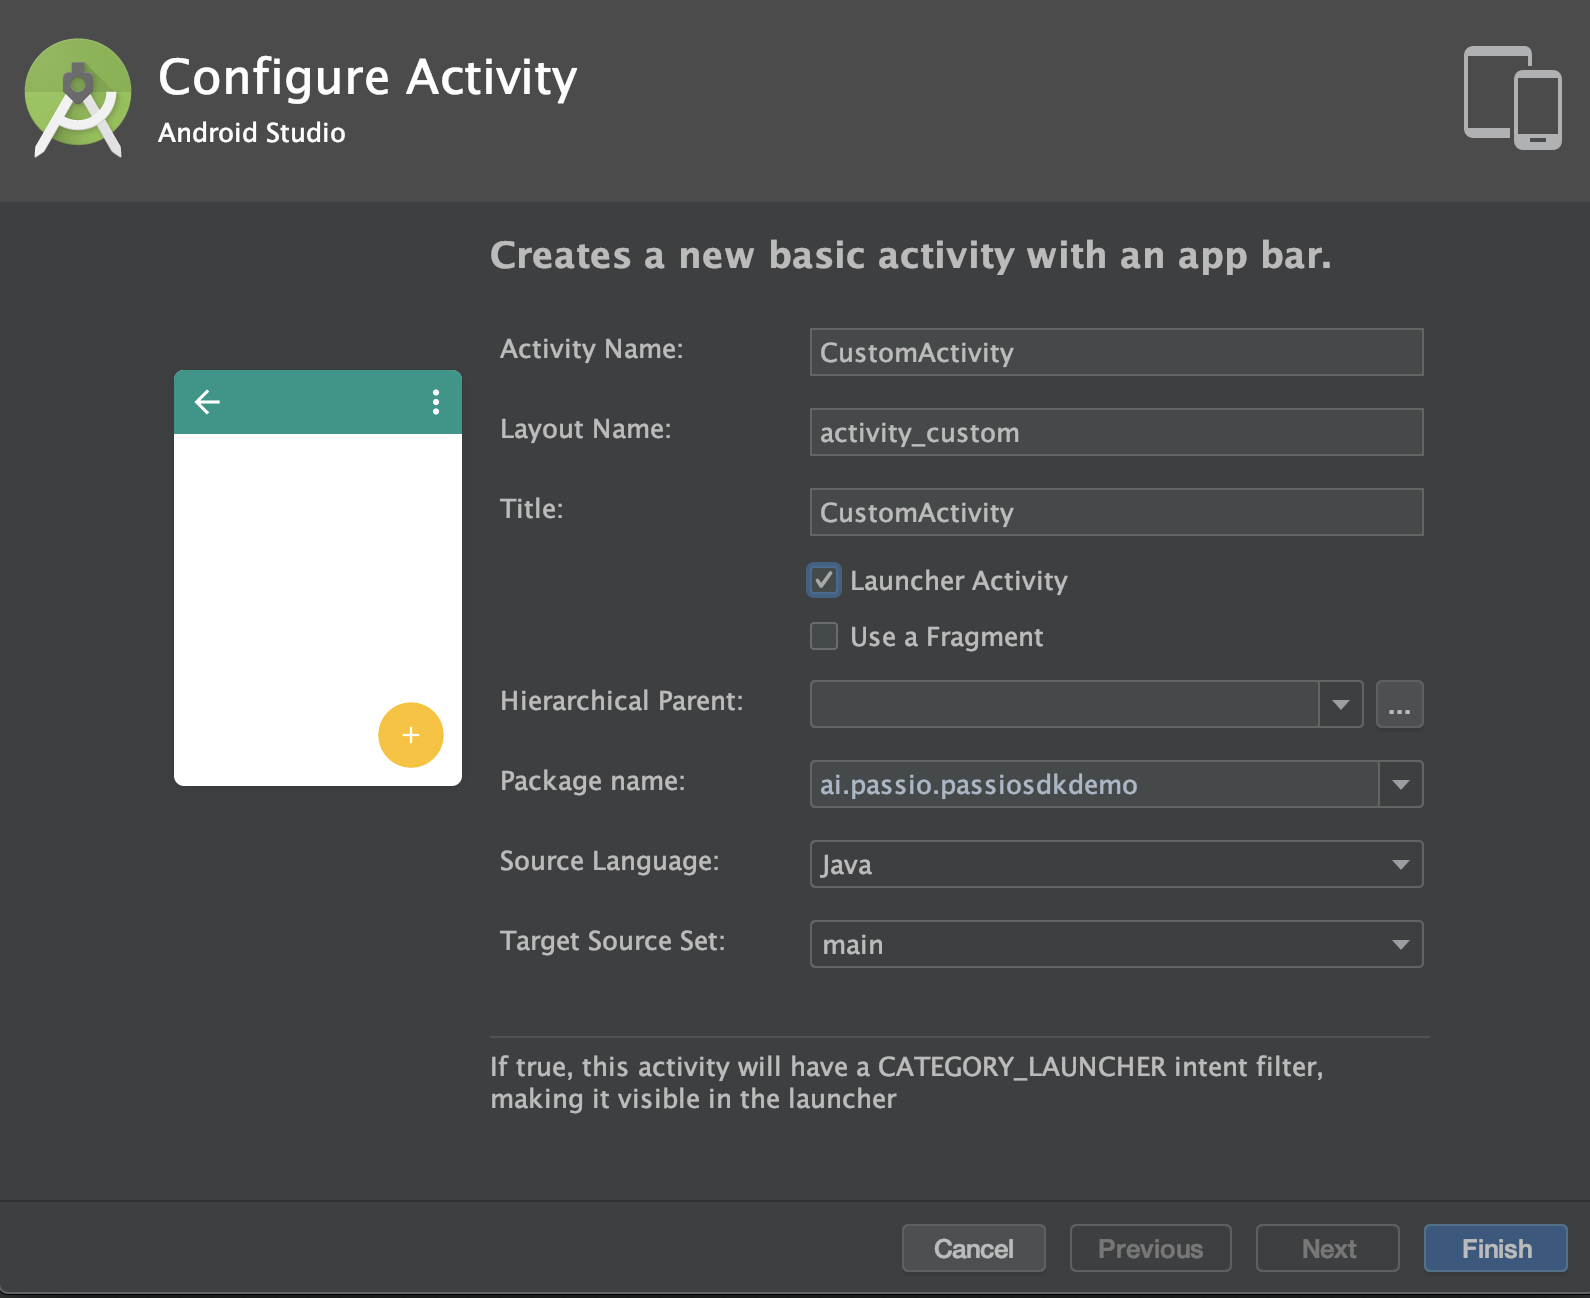 Configure Activity
Android Studio
Creates a new basic activity with an app bar.
Activity Name: CustomActivity
Layout Name: activity_custom
Title: CustomActivity
Launcher Activity
Use a Fragment
Hierarchical Parent: ...
Package name: ai.passio.passiosdkdemo
Source Language: Java
Target Source Set: main
If true, this activity will have a CATEGORY_LAUNCHER intent filter,
making it visible in the launcher
Cancel Previous Next Finish